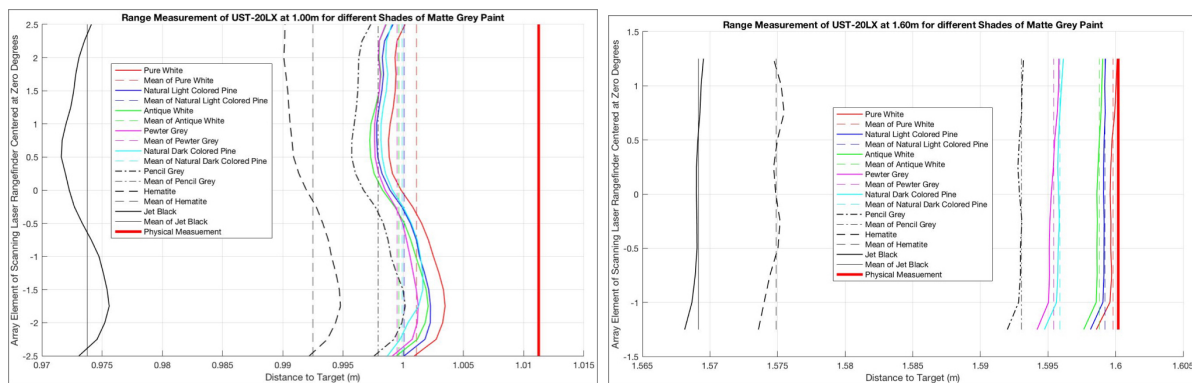 Range Measurement of UST-20LX at 1.00m for different Shades of Matte Grey Paint
Array Element of Scanning Laser Rangefinder Centered at Zero Degrees
2.5
2
1.5
1
0.5
0
-0.5
-1
-1.5
-2
-2.5
Pure White
Mean of Pure White
Natural Light Colored Pine
Mean of Natural Light Colored Pine
Antique White
Mean of Antique White
Pewter Grey
Mean of Pewter Grey
Natural Dark Colored Pine
Mean of Natural Dark Colored Pine
Pencil Grey
Mean of Pencil Grey
Hematite
Mean of Hematite
Jet Black
Mean of Jet Black
Physical Measuement
0.97 0.975 0.98 0.985 0.99 0.995 1 1.005 1.01 1.015
Distance to Target (m)
Range Measurement of UST-20LX at 1.60m for different Shades of Matte Grey Paint
Array Element of Scanning Laser Rangefinder Centered at Zero Degrees
1.5
1
0.5
0
-0.5
-1
-1.5
Pure White
Mean of Pure White
Natural Light Colored Pine
Mean of Natural Light Colored Pine
Antique White
Mean of Antique White
Pewter Grey
Mean of Pewter Grey
Natural Dark Colored Pine
Mean of Natural Dark Colored Pine
Pencil Grey
Mean of Pencil Grey
Hematite
Mean of Hematite
Jet Black
Mean of Jet Black
Physical Measuement
1.565 1.57 1.575 1.58 1.585 1.59 1.595 1.6 1.605
Distance to Target (m)